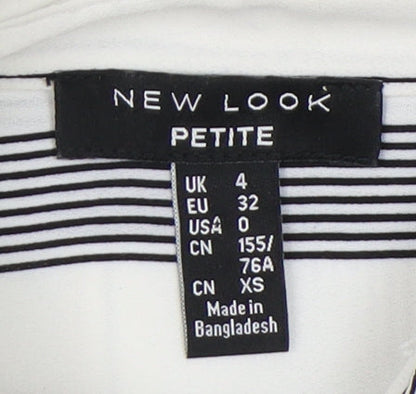 NEW LOOK
PETITE
UK 4
EU 32
USA 0
CN 155/
76A
CN XS
Made in
Bangladesh